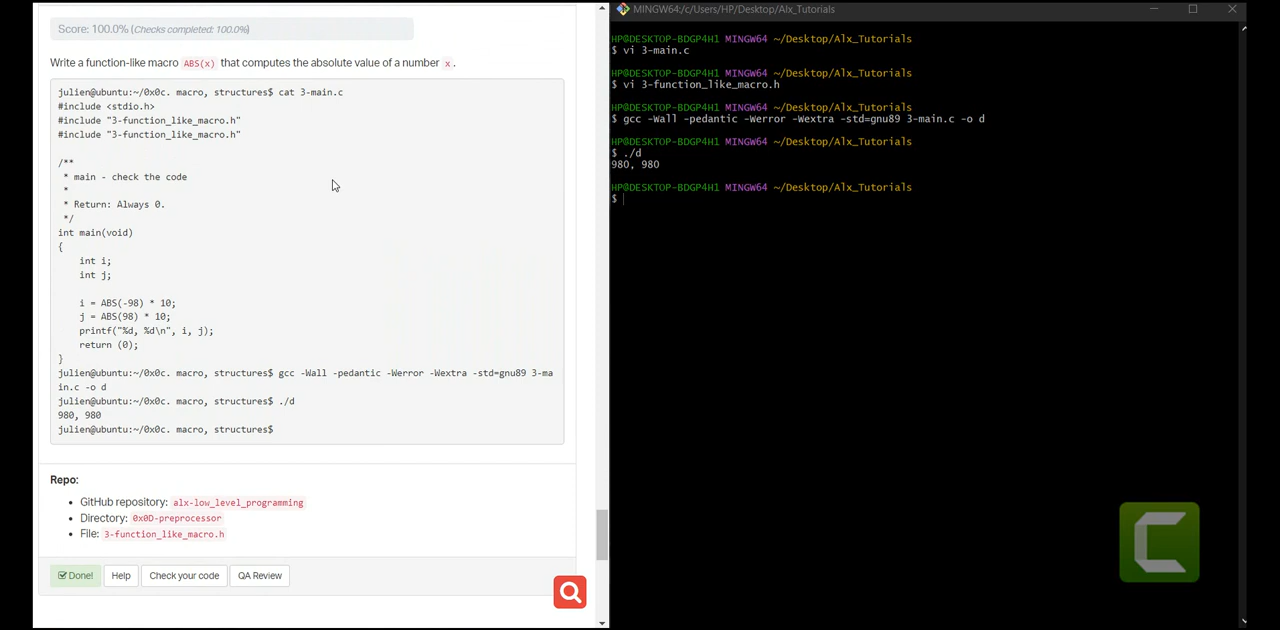 Score: 100.0% (Checks completed: 100.0%)
Write a function-like macro ABS(x) that computes the absolute value of a number x.
julien@ubuntu:~/0x0c. macro, structures$ cat 3-main.c
#include <stdio.h>
#include "3-function_like_macro.h"
#include "3-function_like_macro.h"
/**
 * main - check the code
 *
 * Return: Always 0.
 */
int main(void)
{
    int i;
    int j;
    i = ABS(-98) * 10;
    j = ABS(98) * 10;
    printf("%d, %d\n", i, j);
    return (0);
}
julien@ubuntu:~/0x0c. macro, structures$ gcc -Wall -pedantic -Werror -Wextra -std=gnu89 3-ma
in.c -o d
julien@ubuntu:~/0x0c. macro, structures$ ./d
980, 980
julien@ubuntu:~/0x0c. macro, structures$
Repo:
• GitHub repository: alx-low_level_programming
• Directory: 0x0D-preprocessor
• File: 3-function_like_macro.h
Done!
Help
Check your code
QA Review
MINGW64:/c/Users/HP/Desktop/Alx_Tutorials
HP@DESKTOP-BDGP4H1 MINGW64 ~/Desktop/Alx_Tutorials
$ vi 3-main.c
HP@DESKTOP-BDGP4H1 MINGW64 ~/Desktop/Alx_Tutorials
$ vi 3-function_like_macro.h
HP@DESKTOP-BDGP4H1 MINGW64 ~/Desktop/Alx_Tutorials
$ gcc -Wall -pedantic -Werror -Wextra -std=gnu89 3-main.c -o d
HP@DESKTOP-BDGP4H1 MINGW64 ~/Desktop/Alx_Tutorials
$ ./d
980, 980
HP@DESKTOP-BDGP4H1 MINGW64 ~/Desktop/Alx_Tutorials
$
C